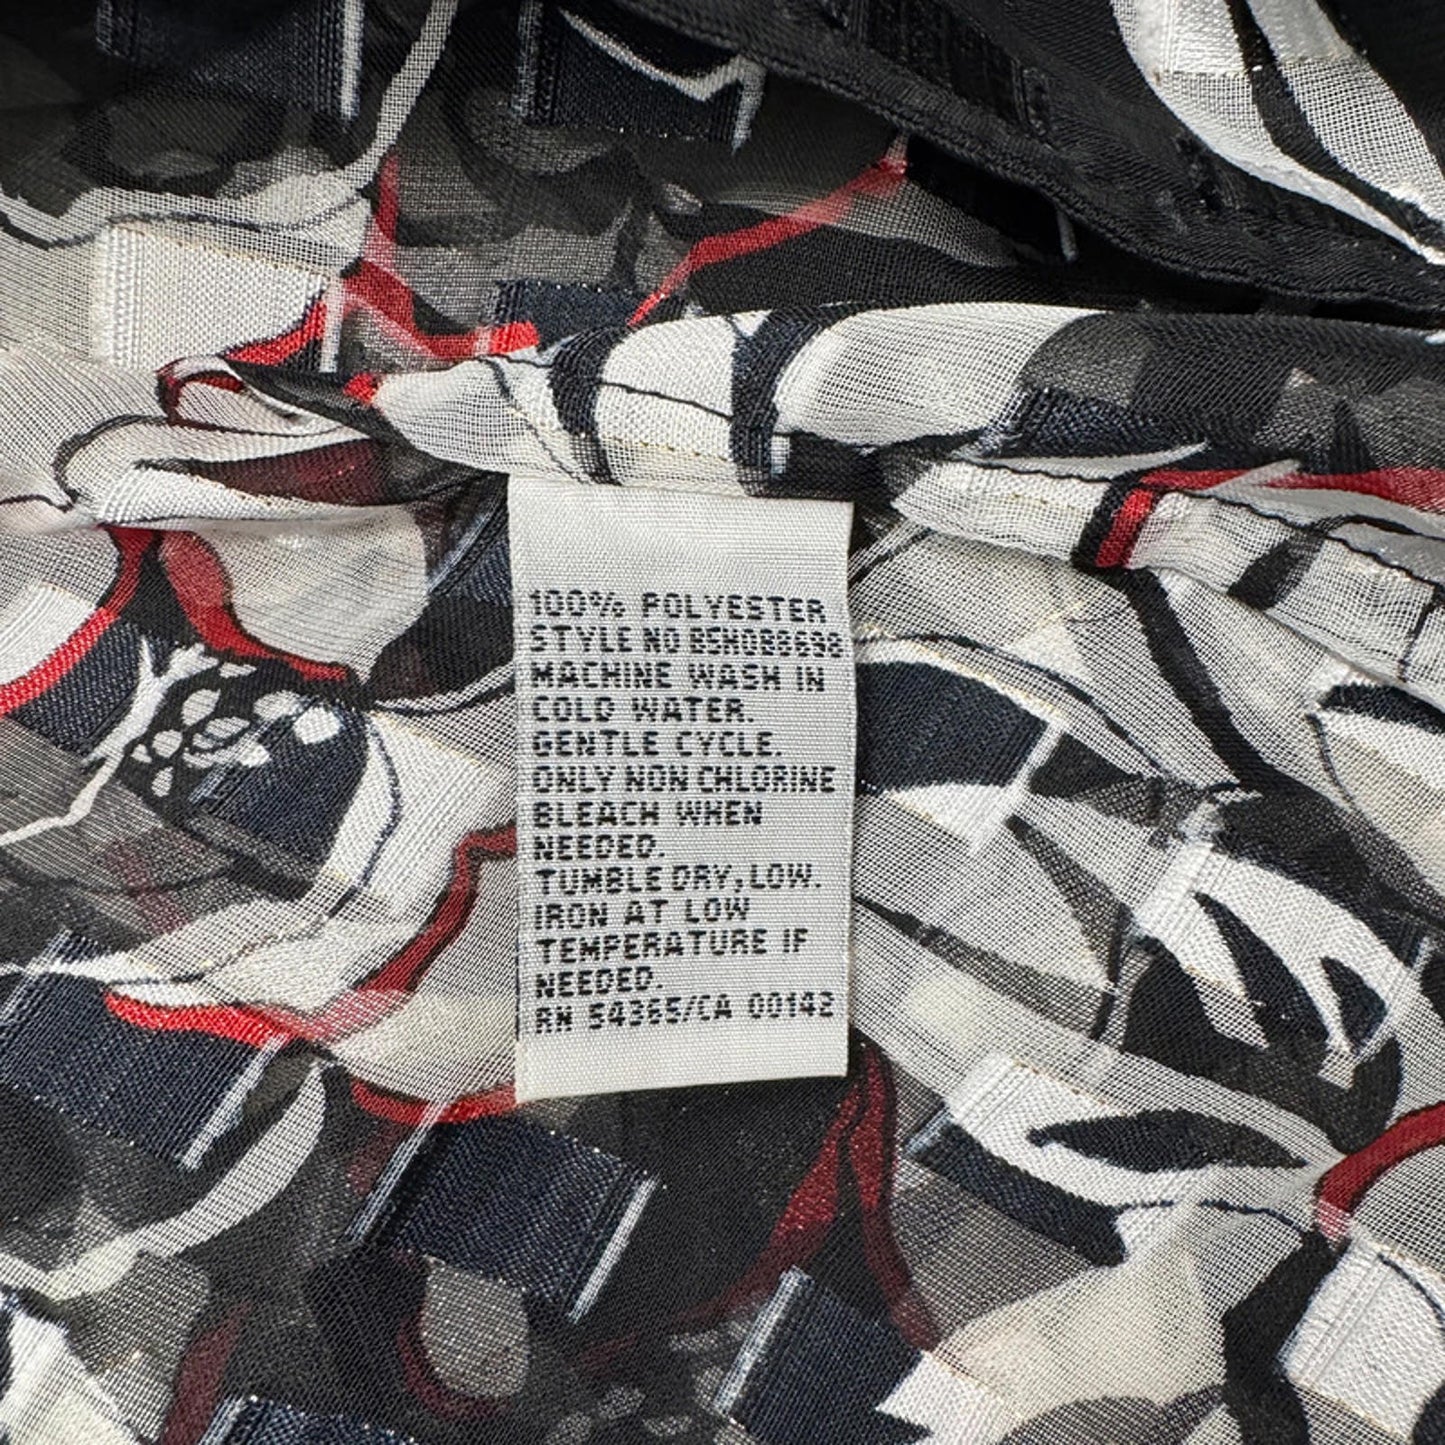 100% POLYESTER
STYLE NO BSHOB8698
MACHINE WASH IN
COLD WATER.
GENTLE CYCLE.
ONLY NON CHLORINE
BLEACH WHEN
NEEDED.
TUMBLE DRY, LOW.
IRON AT LOW
TEMPERATURE IF
NEEDED.
RN 54365/CA 00142